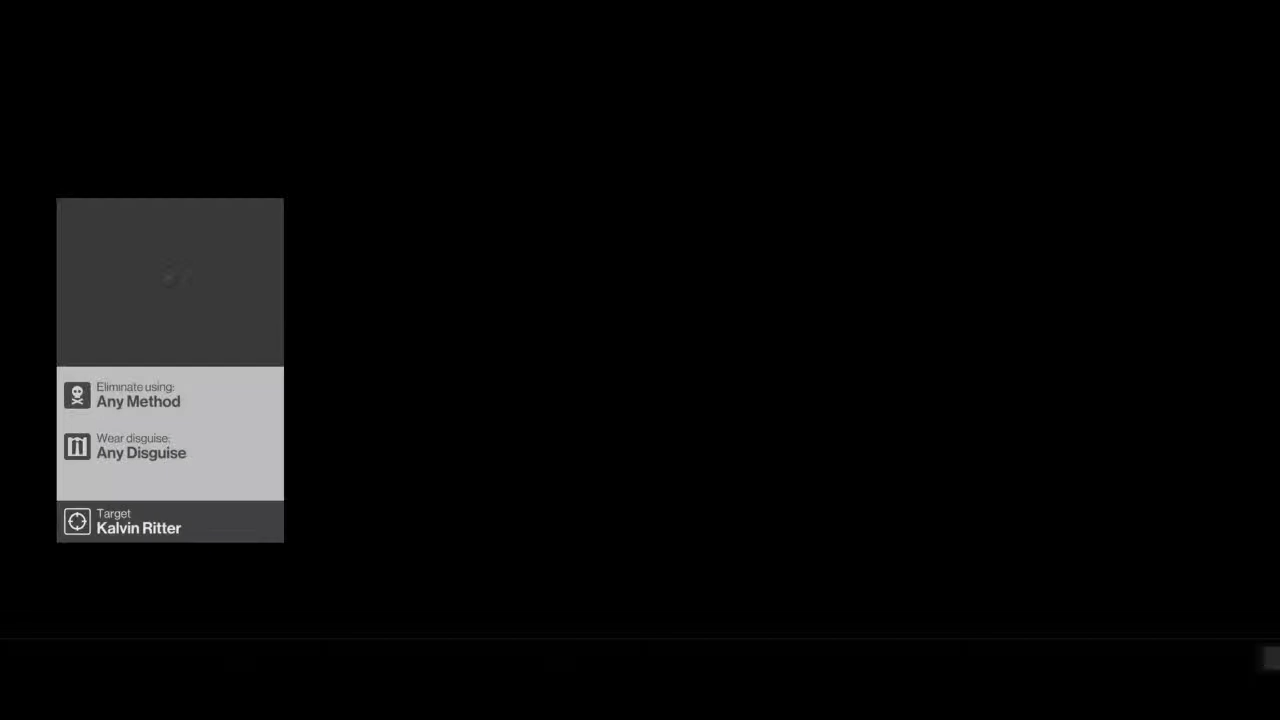 Eliminate using:
Any Method
Wear disguise:
Any Disguise
Target
Kalvin Ritter